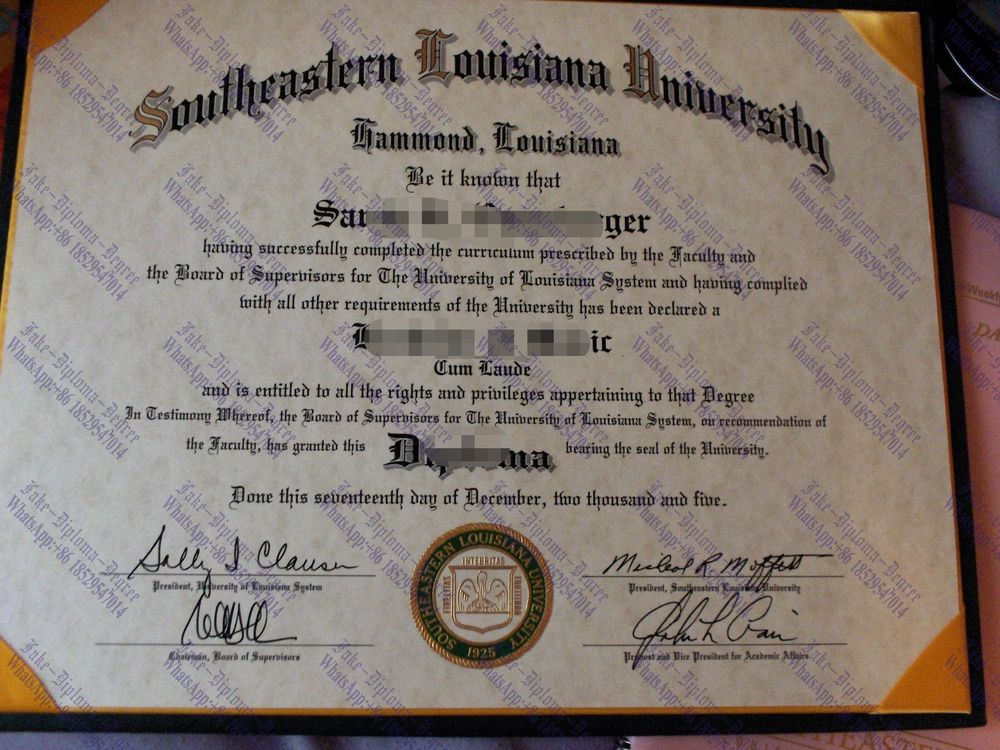 Southeastern Louisiana University
Hammond, Louisiana
Be it known that
having successfully completed the curriculum prescribed by the Faculty and
the Board of Supervisors for The University of Louisiana System and having complied
with all other requirements of the University has been declared a
Cum Laude
and is entitled to all the rights and privileges appertaining to that Degree
In Testimony Whereof, the Board of Supervisors for The University of Louisiana System, on recommendation of
the Faculty, has granted this bearing the seal of the University.
Done this seventeenth day of December, two thousand and five.
Sally I Clausen
President, University of Louisiana System
Chairman, Board of Supervisors
SOUTHEASTERN LOUISIANA UNIVERSITY
INTEGRITAS
1925
President, Southeastern Louisiana University
John L Crain
Provost and Vice President for Academic Affairs
Fake-Diploma-Degree
WhatsApp:+86 18529547014